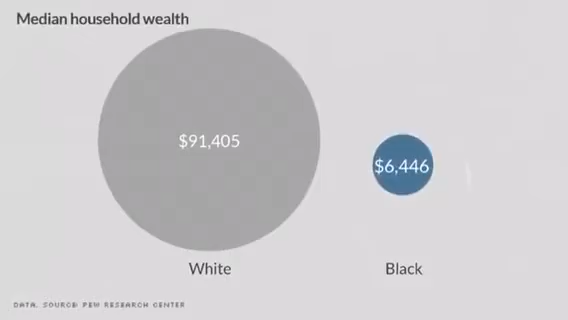 Median household wealth
$91,405
$6,446
White
Black
DATA. SOURCE: PEW RESEARCH CENTER